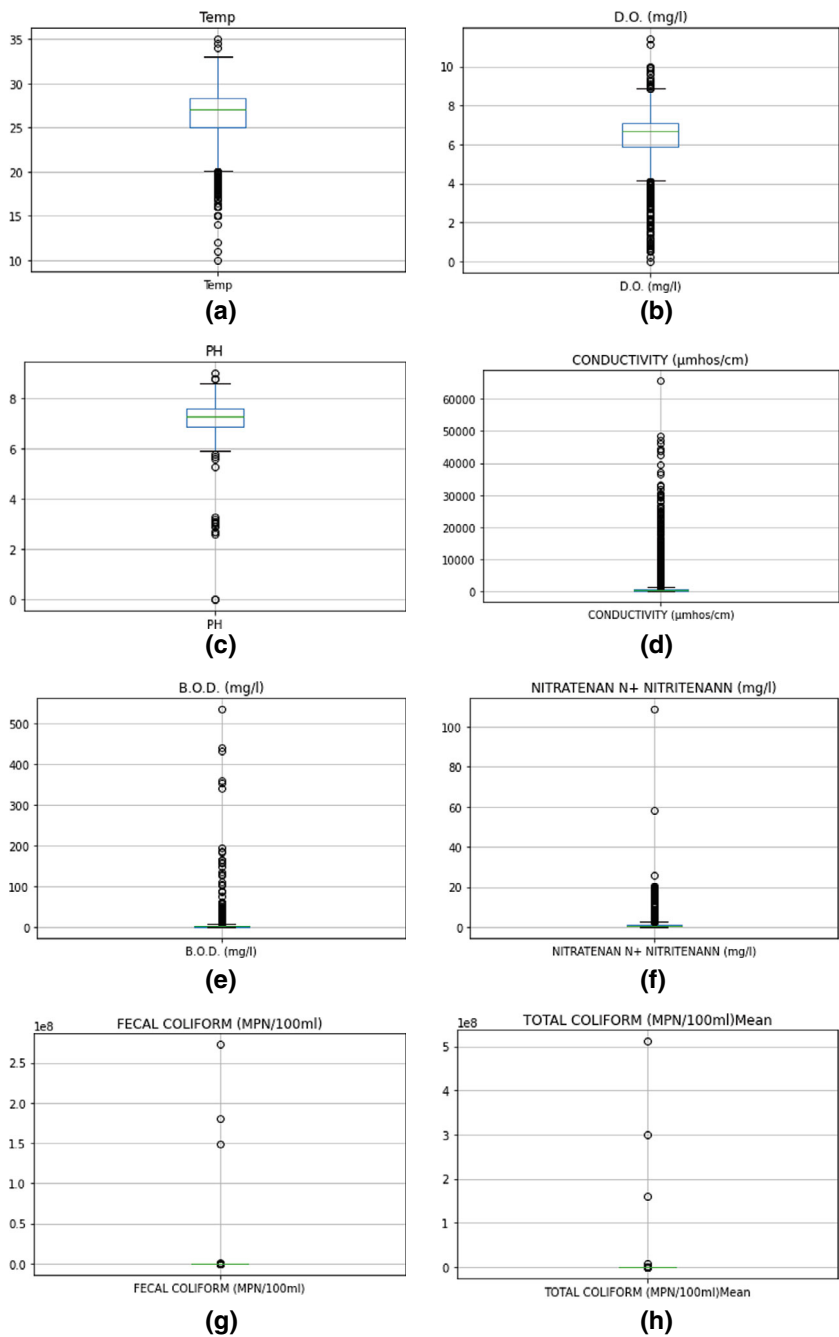 Temp
35
30
25
20
15
10
Temp
(a)
D.O. (mg/l)
10
8
6
4
2
0
D.O. (mg/l)
(b)
PH
8
6
4
2
0
PH
(c)
CONDUCTIVITY (µmhos/cm)
60000
50000
40000
30000
20000
10000
0
CONDUCTIVITY (µmhos/cm)
(d)
B.O.D. (mg/l)
500
400
300
200
100
0
B.O.D. (mg/l)
(e)
NITRATENAN N+ NITRITENANN (mg/l)
100
80
60
40
20
0
NITRATENAN N+ NITRITENANN (mg/l)
(f)
FECAL COLIFORM (MPN/100ml)
1e8
2.5
2.0
1.5
1.0
0.5
0.0
FECAL COLIFORM (MPN/100ml)
(g)
TOTAL COLIFORM (MPN/100ml)Mean
1e8
5
4
3
2
1
0
TOTAL COLIFORM (MPN/100ml)Mean
(h)